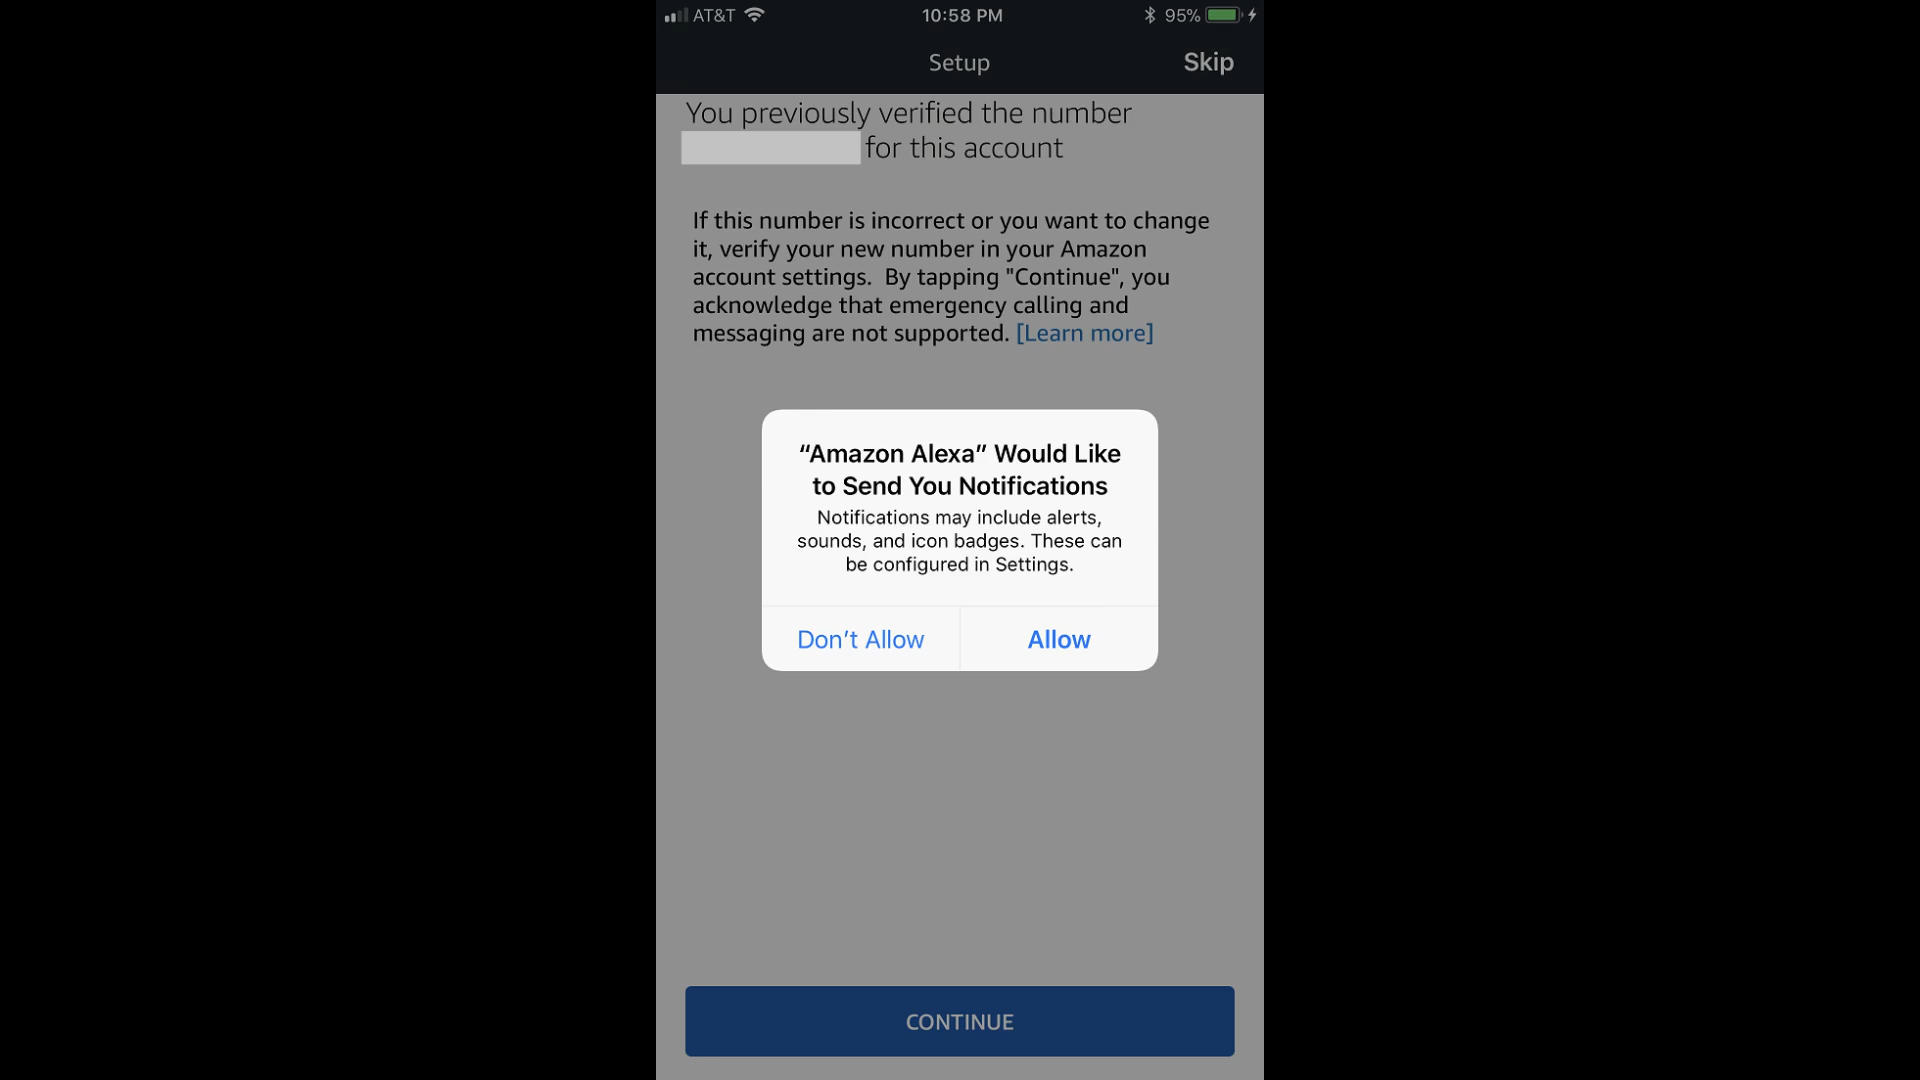 AT&T 10:58 PM 95%
Setup Skip
You previously verified the number
for this account
If this number is incorrect or you want to change
it, verify your new number in your Amazon
account settings.  By tapping "Continue", you
acknowledge that emergency calling and
messaging are not supported. [Learn more]
“Amazon Alexa” Would Like
to Send You Notifications
Notifications may include alerts,
sounds, and icon badges. These can
be configured in Settings.
Don’t Allow Allow
CONTINUE